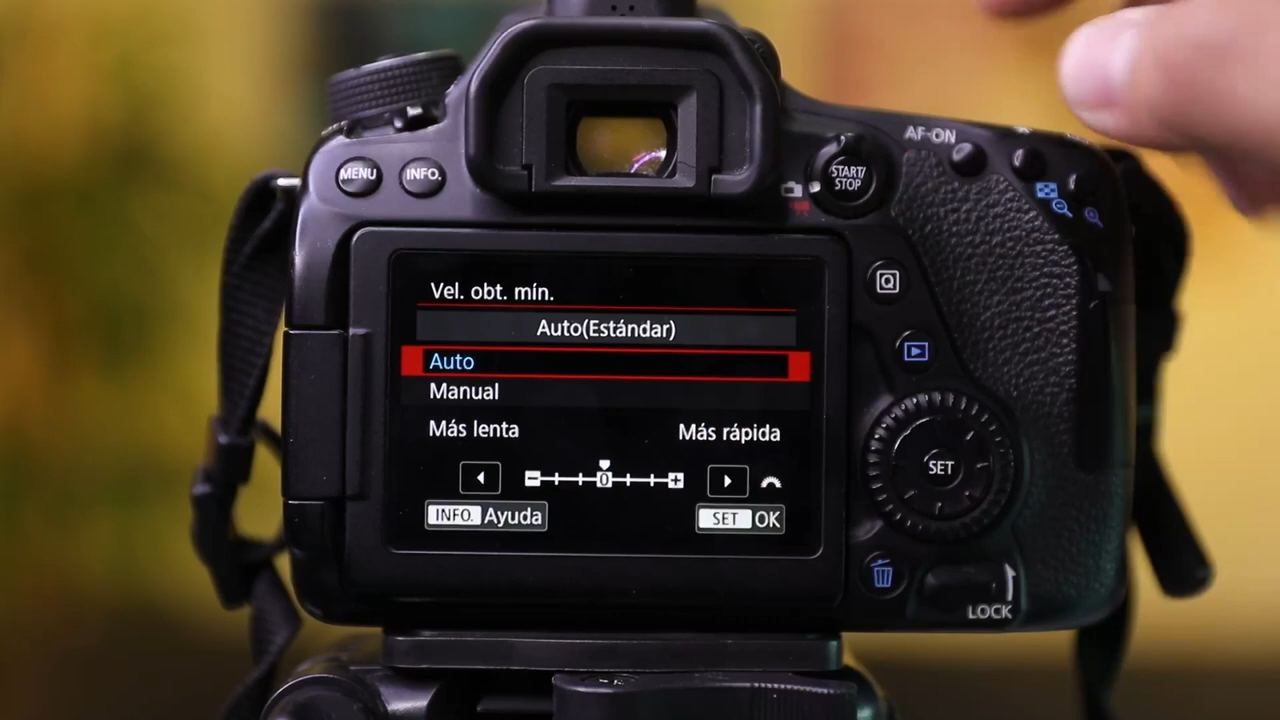 AF-ON
MENU
INFO.
START/
STOP
Q
Vel. obt. mín.
Auto(Estándar)
Auto
Manual
Más lenta
Más rápida
0
INFO. Ayuda
SET OK
SET
LOCK